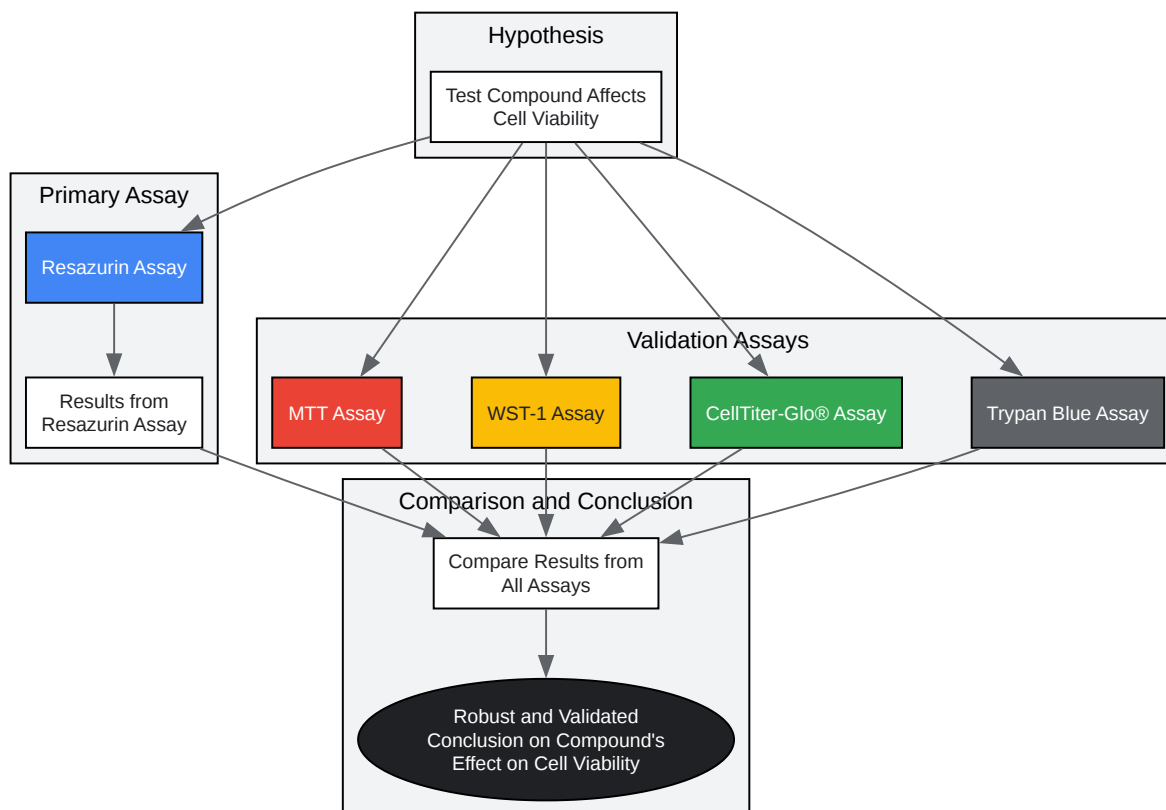 Hypothesis
Test Compound Affects
Cell Viability
Primary Assay
Resazurin Assay
Results from
Resazurin Assay
Validation Assays
MTT Assay
WST-1 Assay
CellTiter-Glo® Assay
Trypan Blue Assay
Comparison and Conclusion
Compare Results from
All Assays
Robust and Validated
Conclusion on Compound's
Effect on Cell Viability